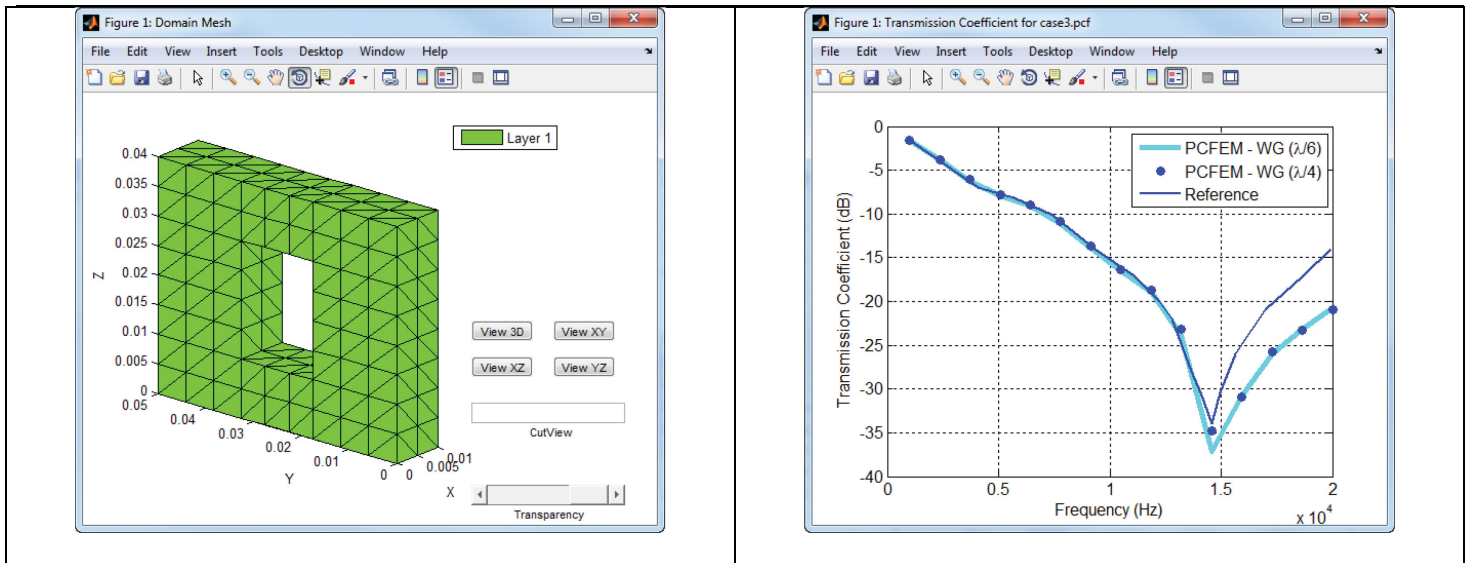 Figure 1: Domain Mesh
File Edit View Insert Tools Desktop Window Help
Layer 1
0.04
0.035
0.03
0.025
0.02
0.015
0.01
0.005
0
Z
0.05
0.04
0.03
0.02
0.01
0
Y
0
0.005
0.01
X
View 3D View XY
View XZ View YZ
CutView
Transparency
Figure 1: Transmission Coefficient for case3.pcf
File Edit View Insert Tools Desktop Window Help
PCFEM - WG (λ/6)
PCFEM - WG (λ/4)
Reference
0
-5
-10
-15
-20
-25
-30
-35
-40
Transmission Coefficient (dB)
0 0.5 1 1.5 2
Frequency (Hz)
x 10^4